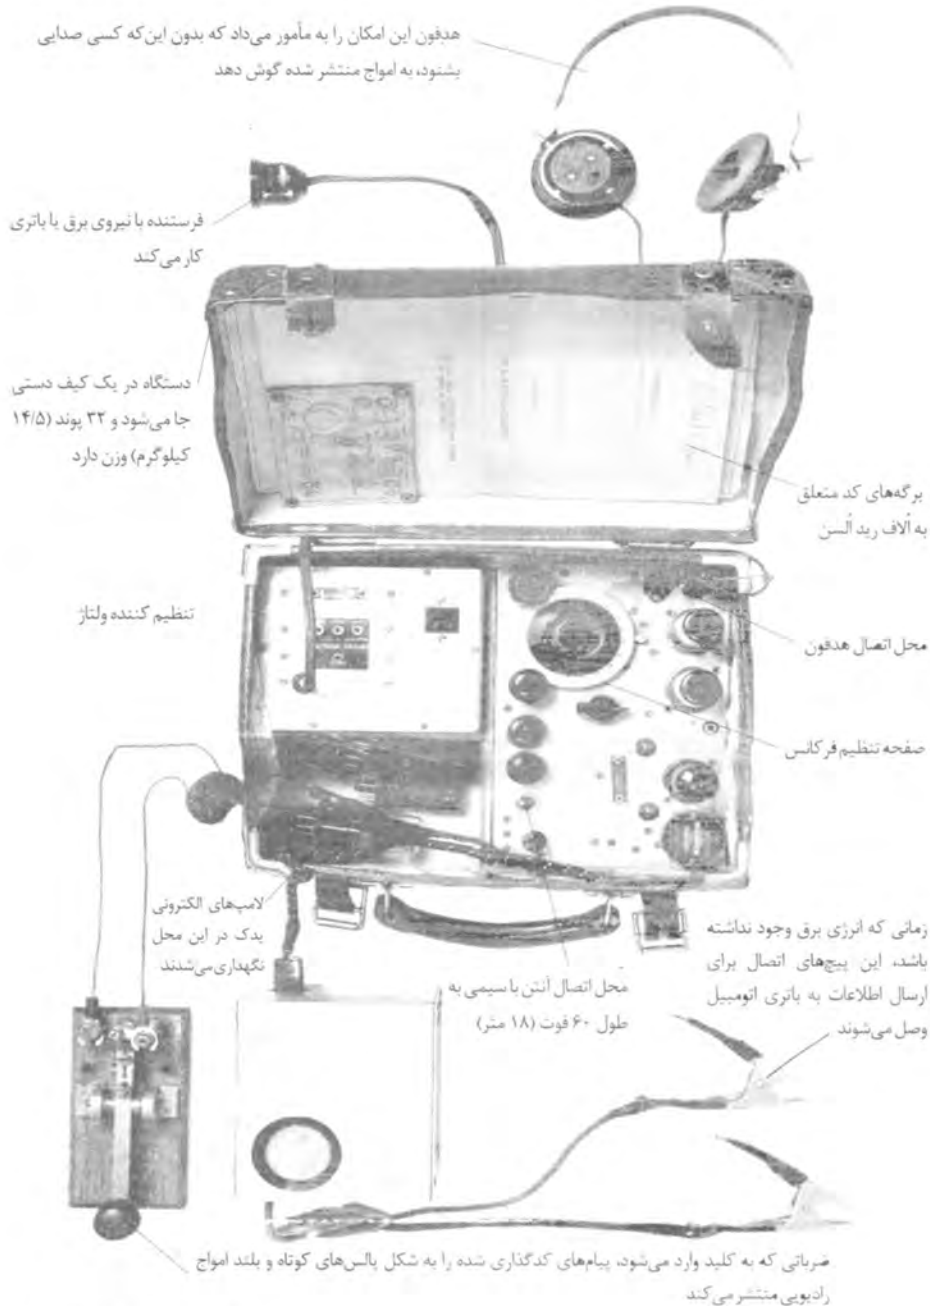 هدفون این امکان را به مأمور می‌داد که بدون این‌که کسی صدایی
بشنود، به امواج منتشر شده گوش دهد
فرستنده با نیروی برق یا باتری
کار می‌کند
دستگاه در یک کیف دستی
جا می‌شود و ۳۲ پوند (۱۴/۵
کیلوگرم) وزن دارد
برگه‌های کد متعلق
به اُلاف رید اُلسن
تنظیم کننده ولتاژ
محل اتصال هدفون
صفحه تنظیم فرکانس
لامپ‌های الکترونی
یدک در این محل
نگهداری می‌شدند
محل اتصال آنتن با سیمی به
طول ۶۰ فوت (۱۸ متر)
زمانی که انرژی برق وجود نداشته
باشد، این پیچ‌های اتصال برای
ارسال اطلاعات به باتری اتومبیل
وصل می‌شوند
ضرباتی که به کلید وارد می‌شود، پیام‌های کدگذاری شده را به شکل پالس‌های کوتاه و بلند امواج
رادیویی منتشر می‌کند